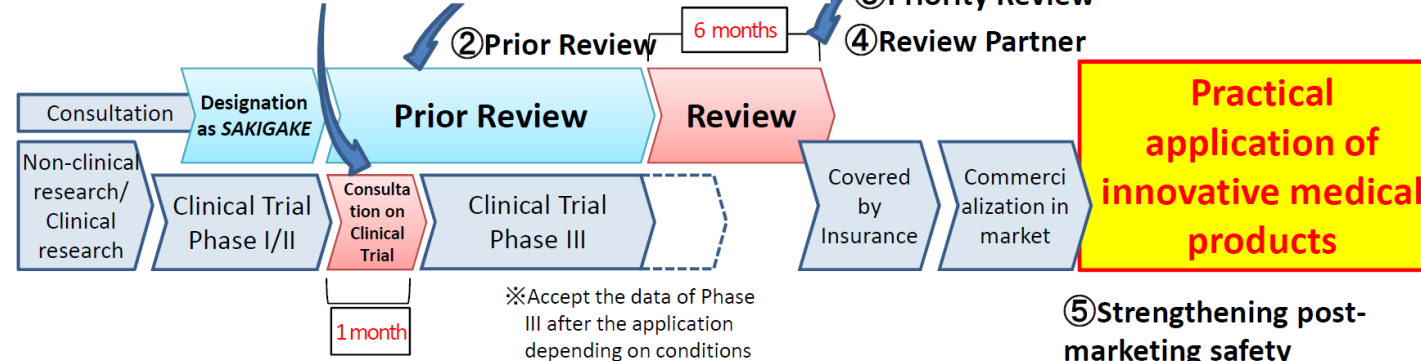 ③Priority Review
②Prior Review
6 months
④Review Partner
Consultation
Designation
as SAKIGAKE
Prior Review
Review
Practical
application of
innovative medical
products
Non-clinical
research/
Clinical
research
Clinical Trial
Phase I/II
Consulta
tion on
Clinical
Trial
Clinical Trial
Phase III
Covered
by
Insurance
Commerci
alization in
market
1 month
※Accept the data of Phase
III after the application
depending on conditions
⑤Strengthening post-
marketing safety